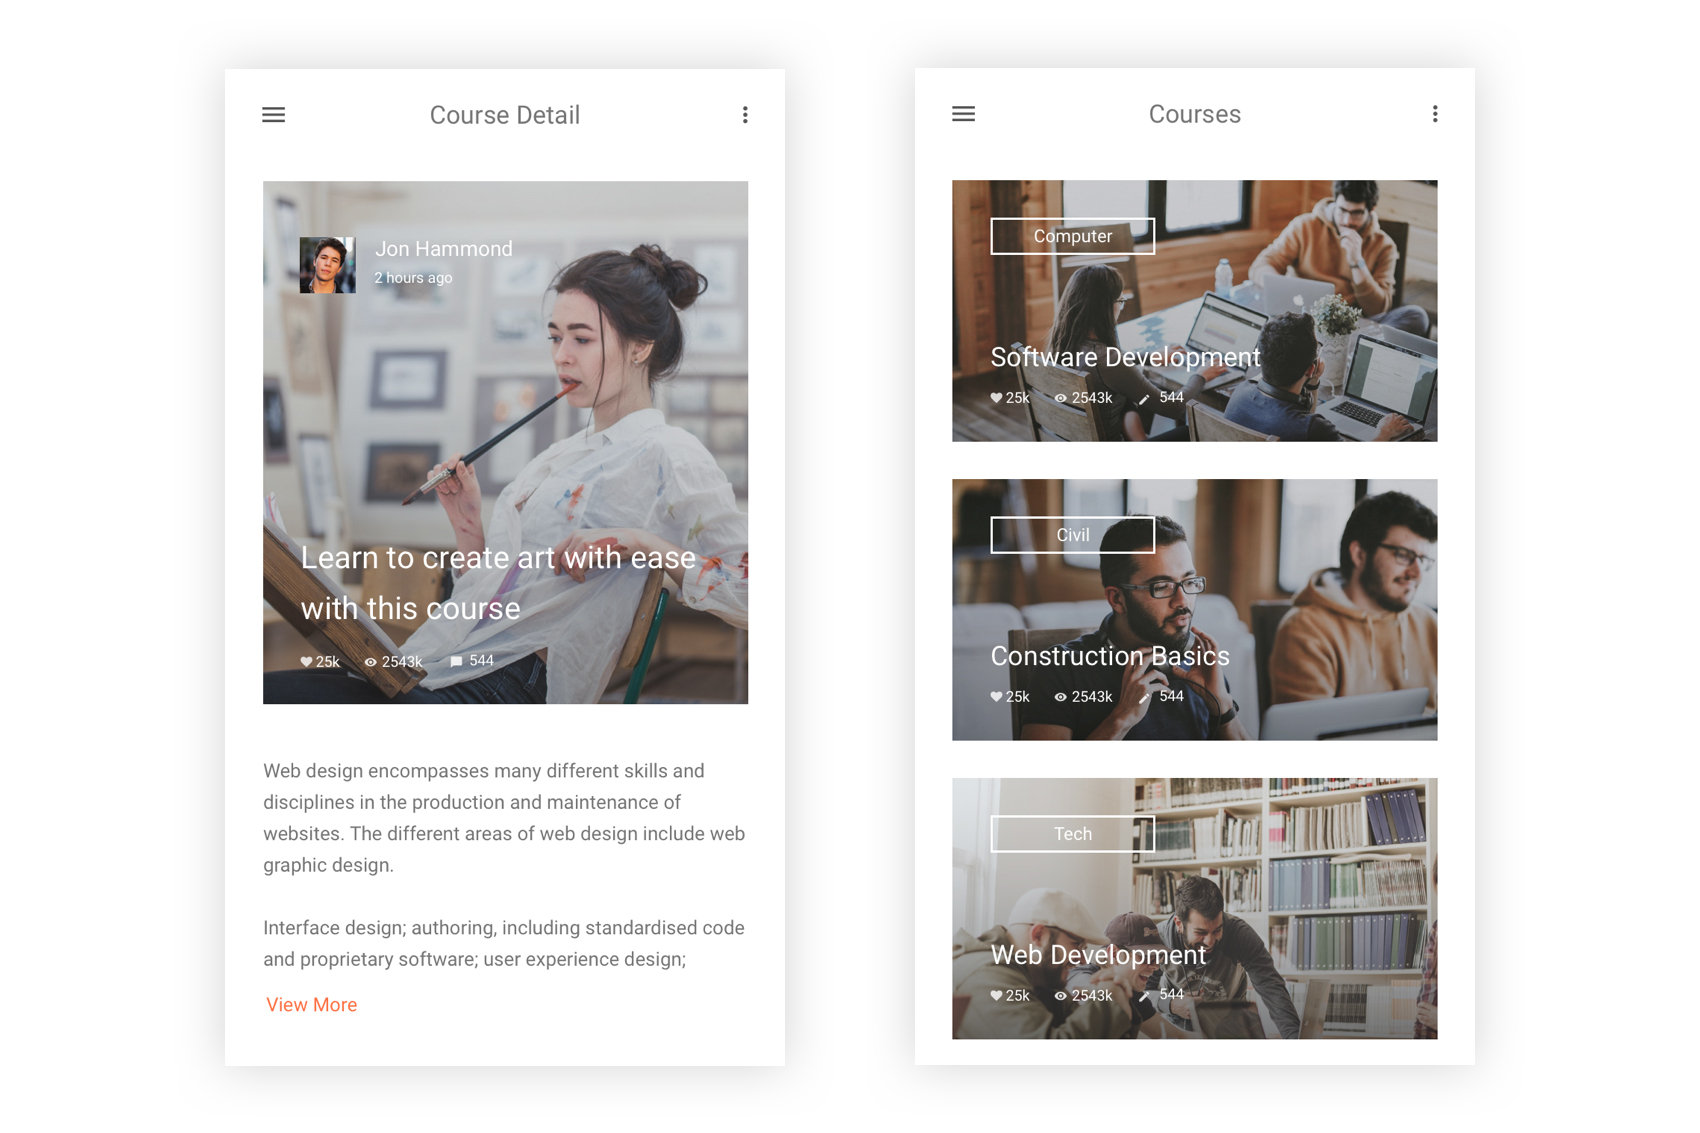 Course Detail
Jon Hammond
2 hours ago
Learn to create art with ease
with this course
25k 2543k 544
Web design encompasses many different skills and
disciplines in the production and maintenance of
websites. The different areas of web design include web
graphic design.
Interface design; authoring, including standardised code
and proprietary software; user experience design;
View More
Courses
Computer
Software Development
25k 2543k 544
Civil
Construction Basics
25k 2543k 544
Tech
Web Development
25k 2543k 544